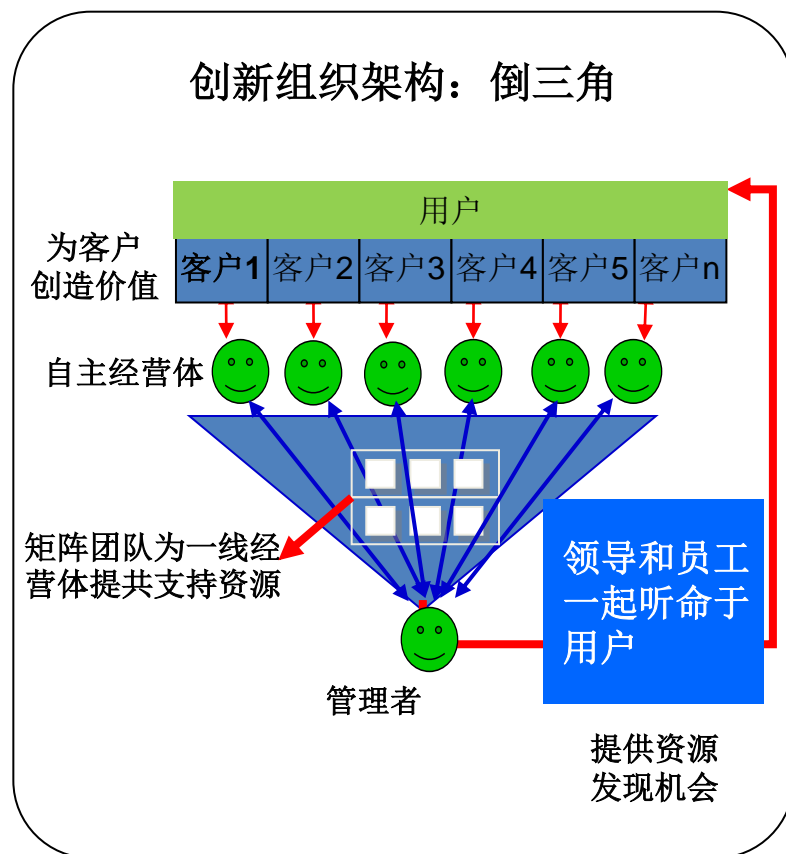 创新组织架构：倒三角
用户
为客户
创造价值
客户1
客户2
客户3
客户4
客户5
客户n
自主经营体
矩阵团队为一线经
营体提共支持资源
领导和员工
一起听命于
用户
管理者
提供资源
发现机会